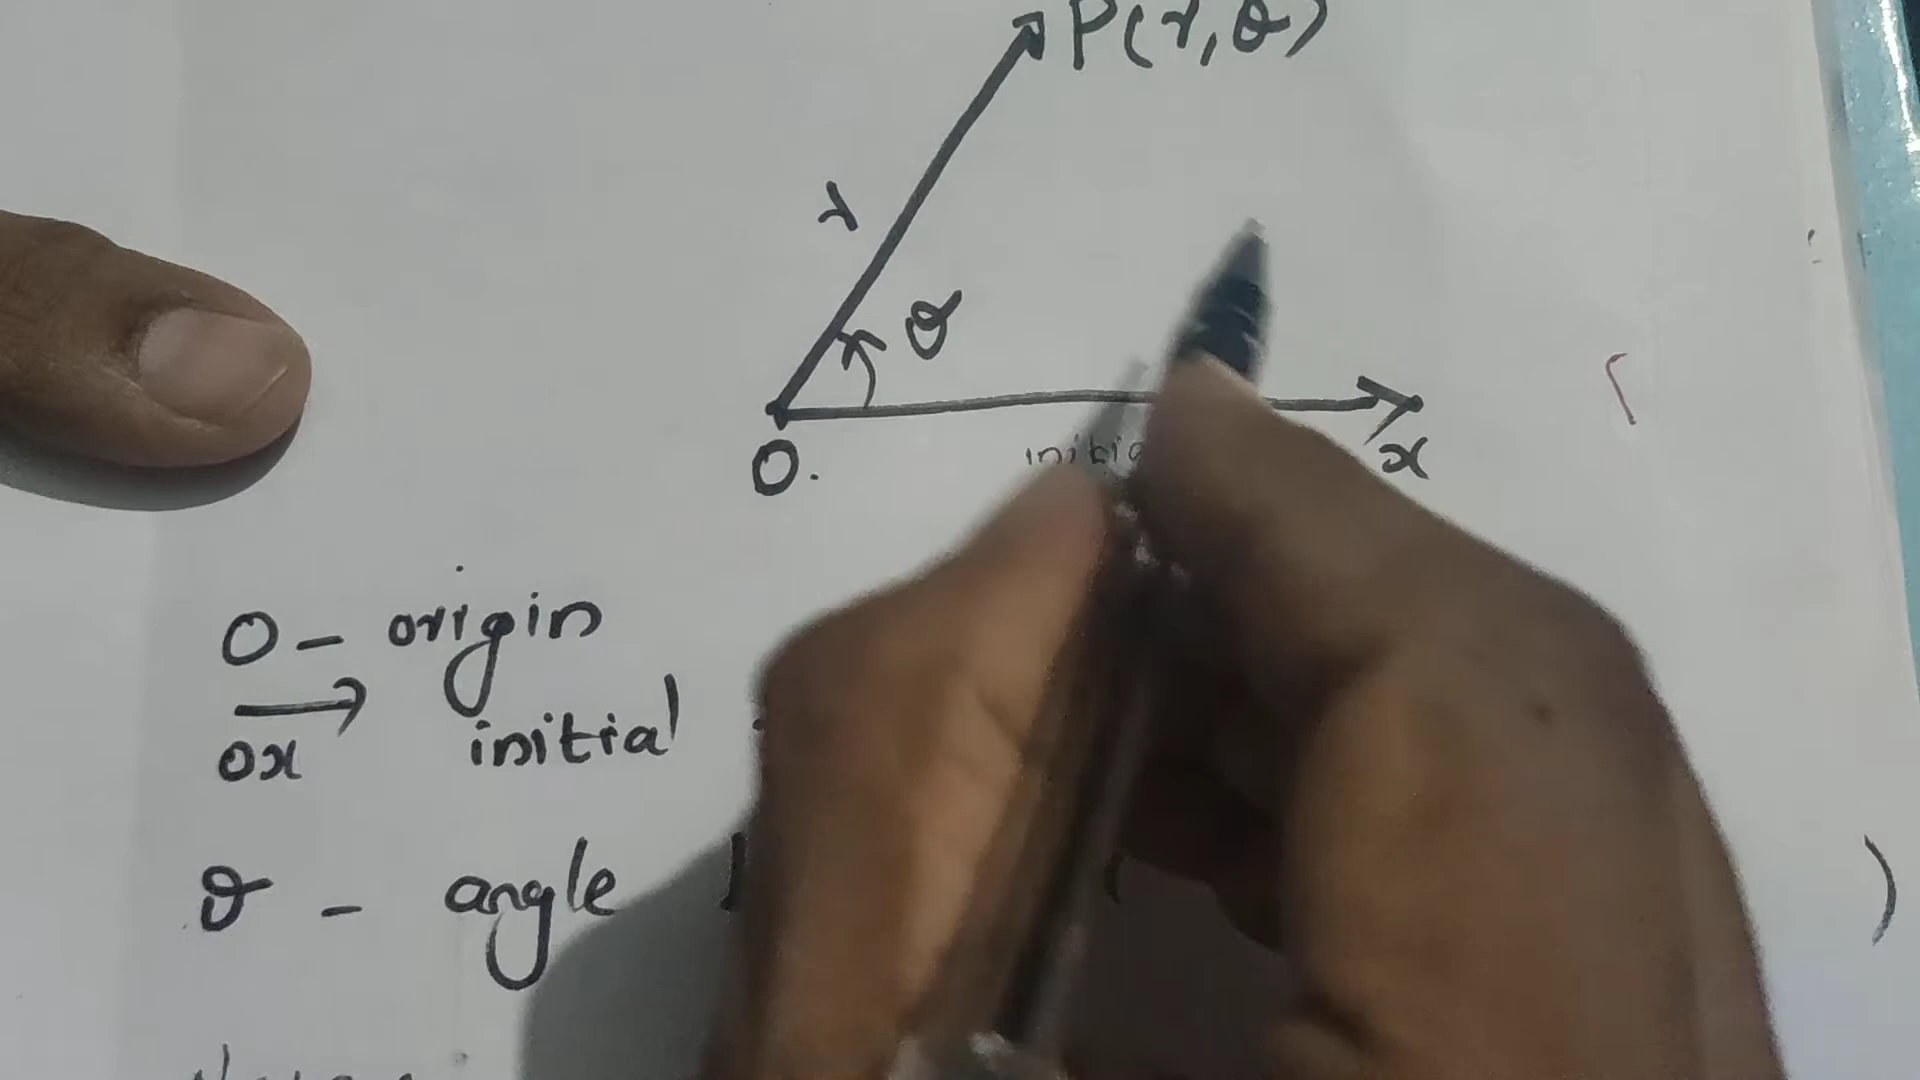 P(r,θ)
r
θ
O.
x
O - origin
ox initial
θ - angle
)